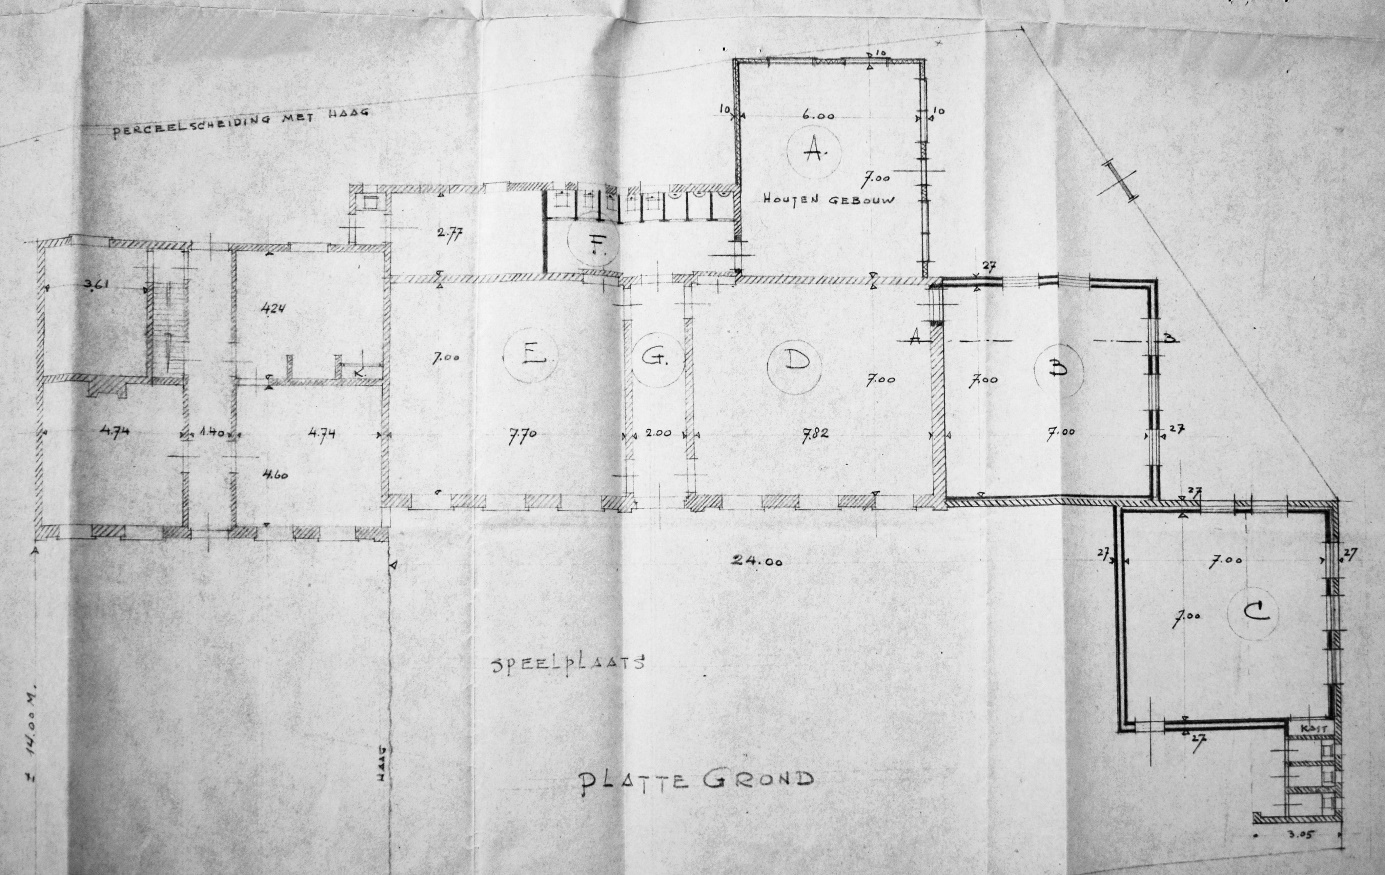 10
PERCEELSCHEIDING MET HAAG
10
6.00
10
A.
7.00
HOUTEN GEBOUW
2.77
F.
27
3.61
4.24
E
G.
D
A
B
B
7.00
7.00
7.00
K
4.74
1.40
4.74
7.70
2.00
7.82
7.00
27
4.60
27
24.00
27
7.00
27
7.00
C
SPEELPLAATS
± 14.00 M.
HAAG
PLATTE GROND
27
KAST
3.05